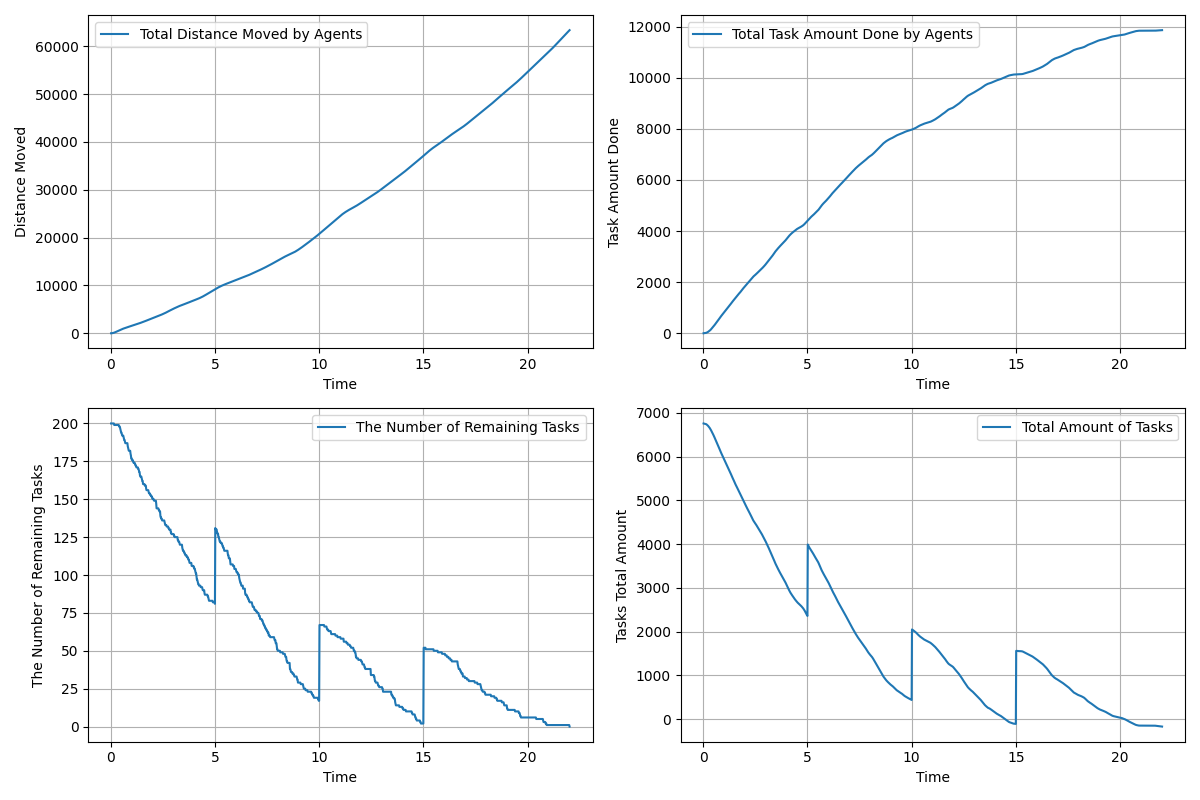 Total Distance Moved by Agents
60000
50000
40000
30000
20000
10000
0
Distance Moved
0 5 10 15 20
Time
Total Task Amount Done by Agents
12000
10000
8000
6000
4000
2000
0
Task Amount Done
0 5 10 15 20
Time
The Number of Remaining Tasks
200
175
150
125
100
75
50
25
0
The Number of Remaining Tasks
0 5 10 15 20
Time
Total Amount of Tasks
7000
6000
5000
4000
3000
2000
1000
0
Tasks Total Amount
0 5 10 15 20
Time